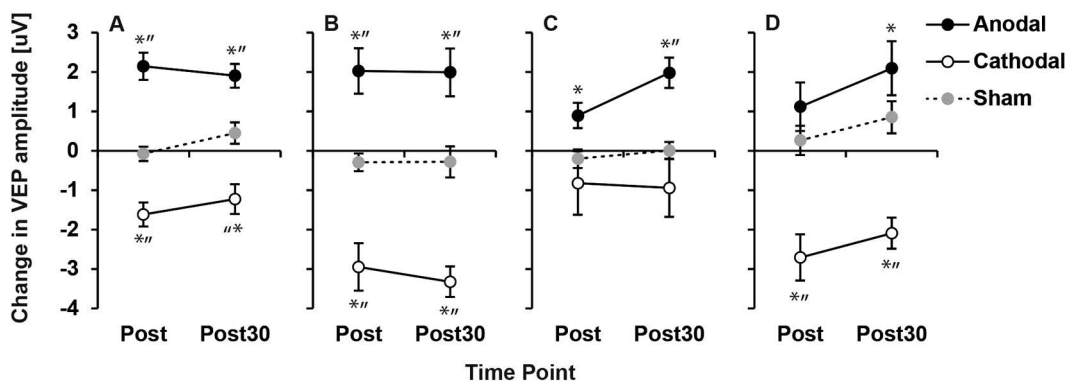 Change in VEP amplitude [uV]
3
2
1
0
-1
-2
-3
-4
A
*″
*″
*″
″*
Post
Post30
B
*″
*″
*″
*″
Post
Post30
C
*
*″
Post
Post30
D
*
*″
*″
Post
Post30
Anodal
Cathodal
Sham
Time Point